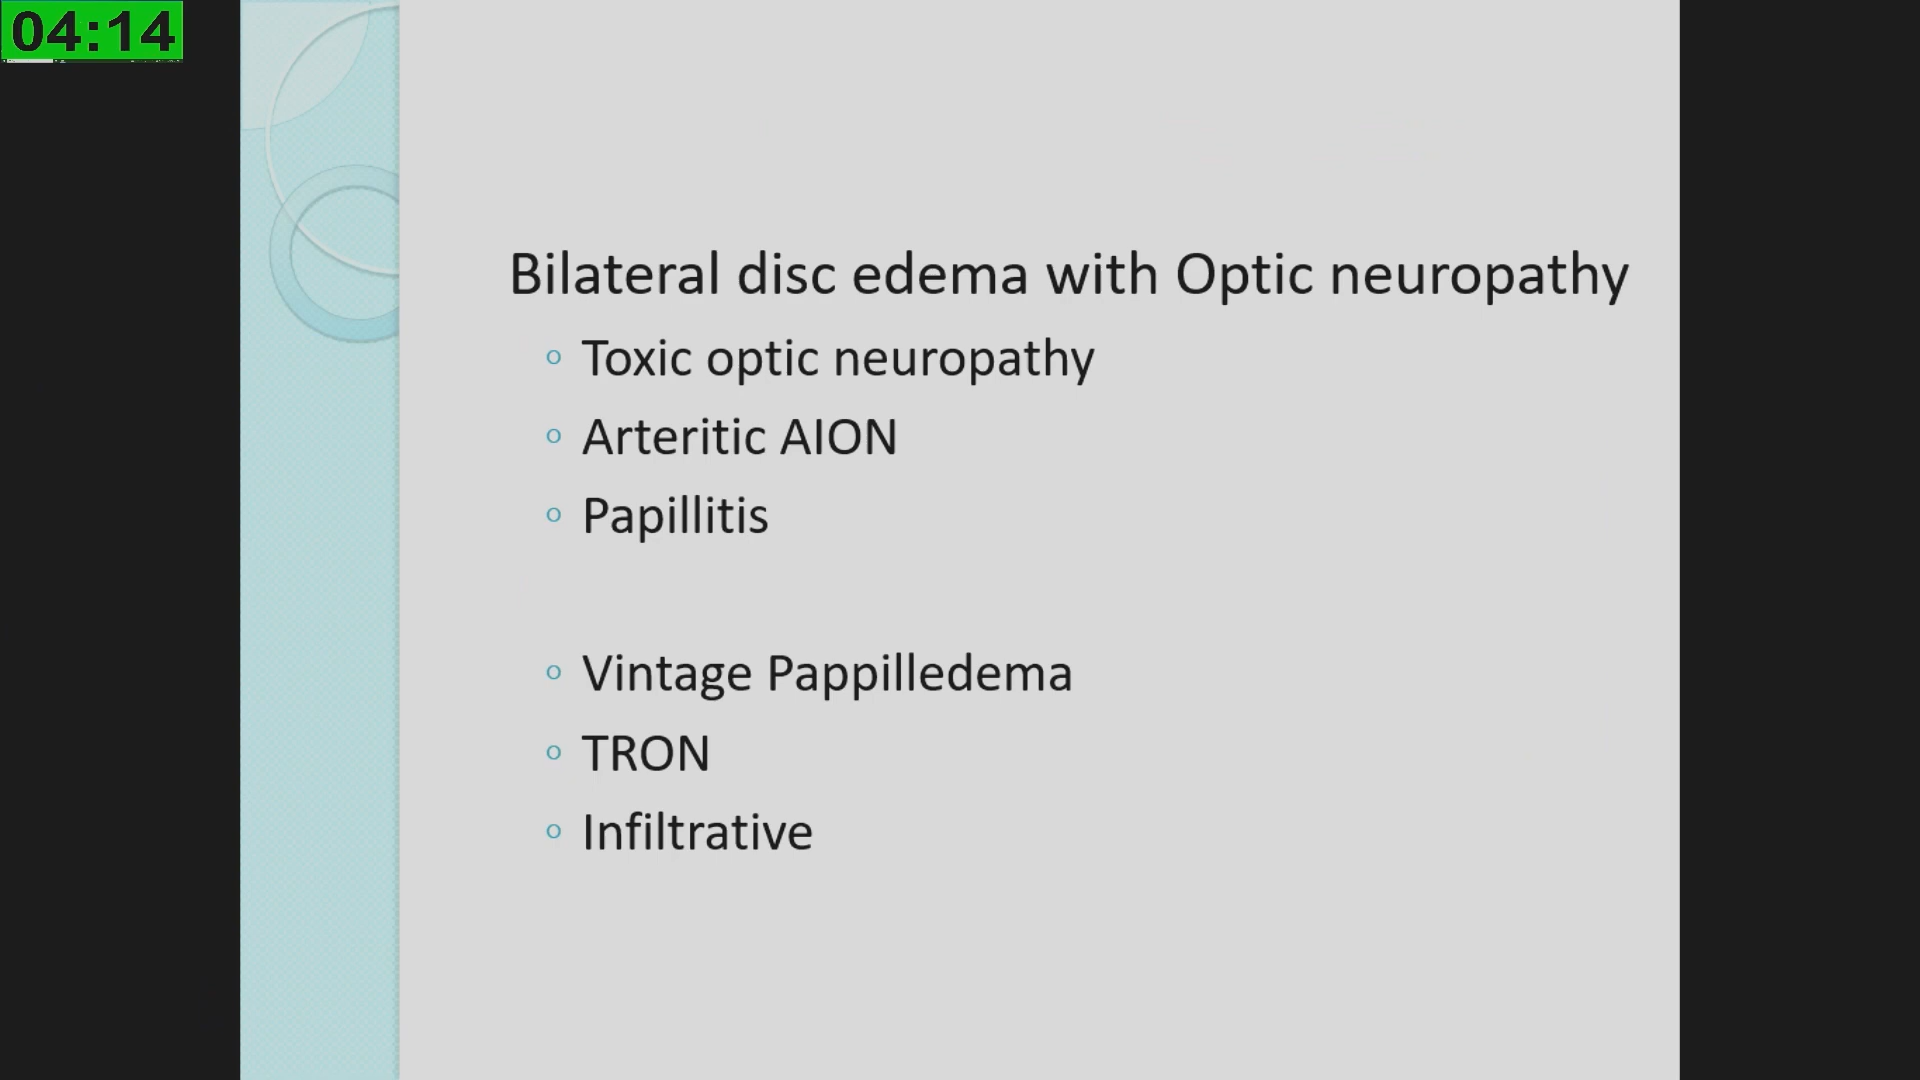 04:14
Bilateral disc edema with Optic neuropathy
Toxic optic neuropathy
Arteritic AION
Papillitis
Vintage Pappilledema
TRON
Infiltrative